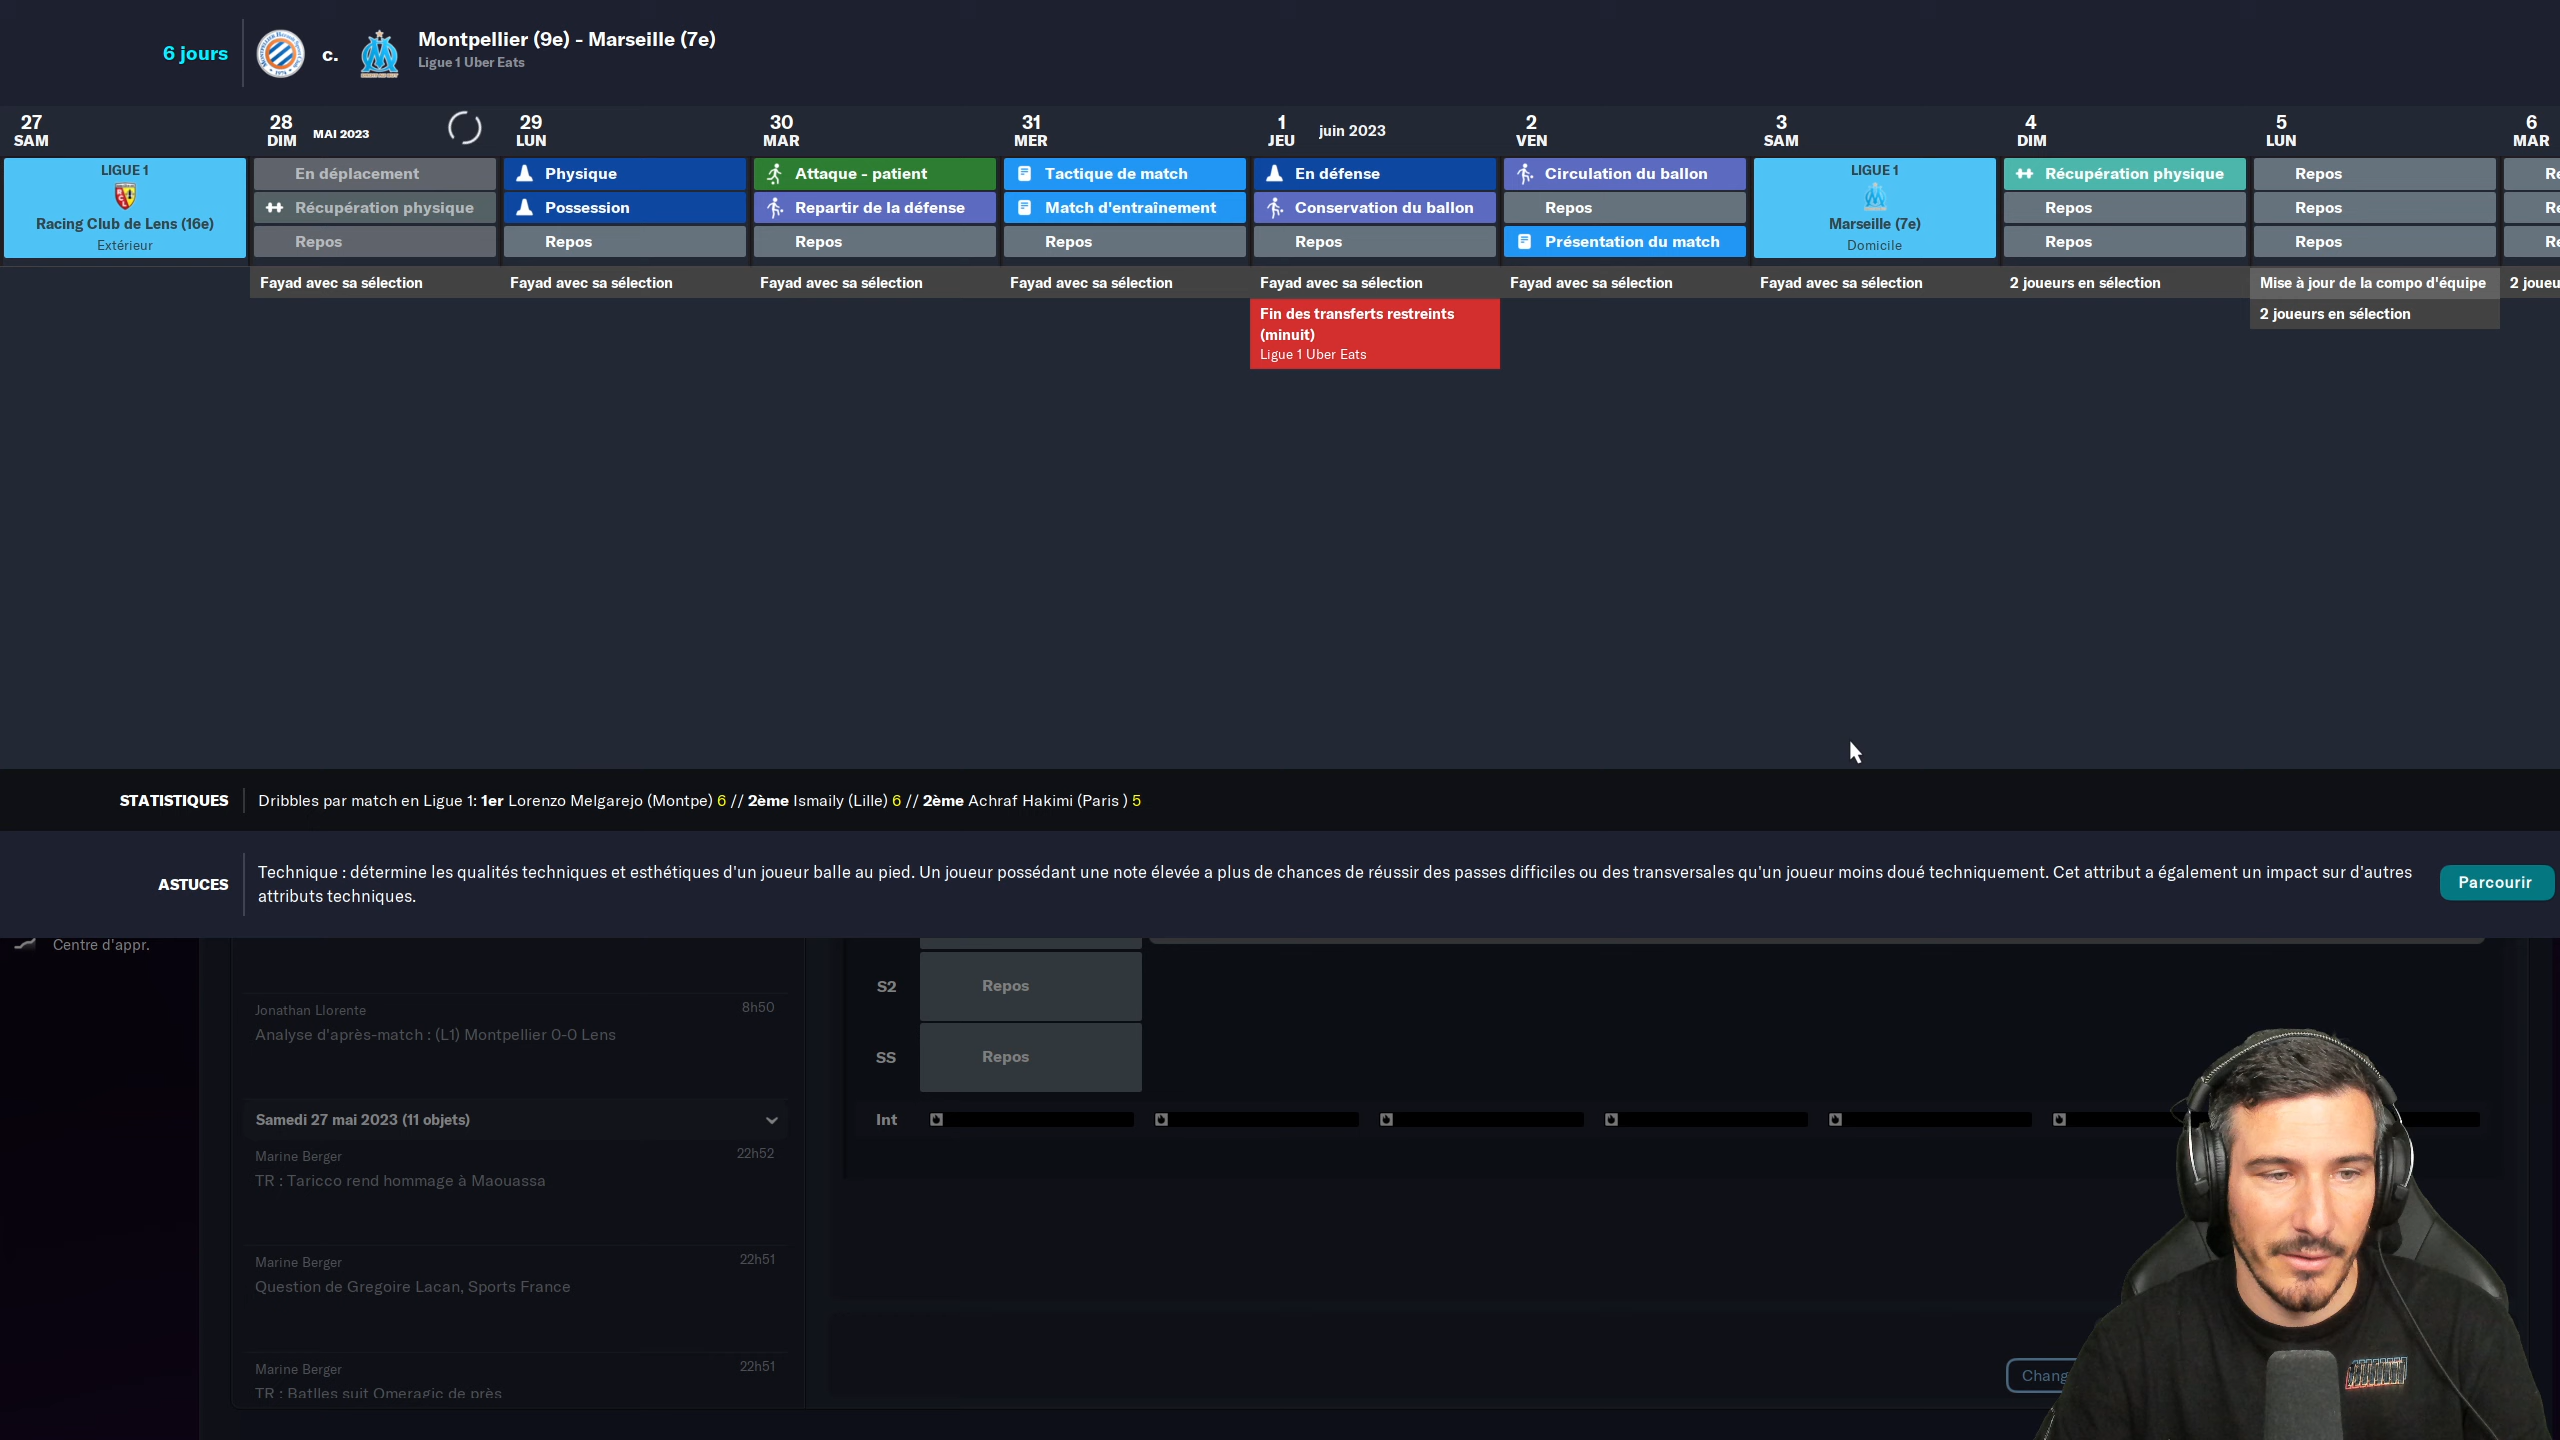 6 jours
c.
Montpellier (9e) - Marseille (7e)
Ligue 1 Uber Eats
27
SAM
28
DIM
MAI 2023
29
LUN
30
MAR
31
MER
1
JEU
juin 2023
2
VEN
3
SAM
4
DIM
5
LUN
6
MAR
LIGUE 1
Racing Club de Lens (16e)
Extérieur
En déplacement
Récupération physique
Repos
Physique
Possession
Repos
Attaque - patient
Repartir de la défense
Repos
Tactique de match
Match d'entraînement
Repos
En défense
Conservation du ballon
Repos
Circulation du ballon
Repos
Présentation du match
LIGUE 1
Marseille (7e)
Domicile
Récupération physique
Repos
Repos
Repos
Repos
Repos
Re
Re
Re
Fayad avec sa sélection
Fayad avec sa sélection
Fayad avec sa sélection
Fayad avec sa sélection
Fayad avec sa sélection
Fayad avec sa sélection
Fayad avec sa sélection
2 joueurs en sélection
Mise à jour de la compo d'équipe
2 joueu
Fin des transferts restreints
(minuit)
Ligue 1 Uber Eats
2 joueurs en sélection
STATISTIQUES
Dribbles par match en Ligue 1: 1er Lorenzo Melgarejo (Montpe) 6 // 2ème Ismaily (Lille) 6 // 2ème Achraf Hakimi (Paris ) 5
ASTUCES
Technique : détermine les qualités techniques et esthétiques d'un joueur balle au pied. Un joueur possédant une note élevée a plus de chances de réussir des passes difficiles ou des transversales qu'un joueur moins doué techniquement. Cet attribut a également un impact sur d'autres
attributs techniques.
Parcourir
Centre d'appr.
Jonathan Llorente
8h50
Analyse d'après-match : (L1) Montpellier 0-0 Lens
Samedi 27 mai 2023 (11 objets)
Marine Berger
22h52
TR : Taricco rend hommage à Maouassa
Marine Berger
22h51
Question de Gregoire Lacan, Sports France
Marine Berger
22h51
TR : Batlles suit Omeragic de près
S2
Repos
SS
Repos
Int
Chang